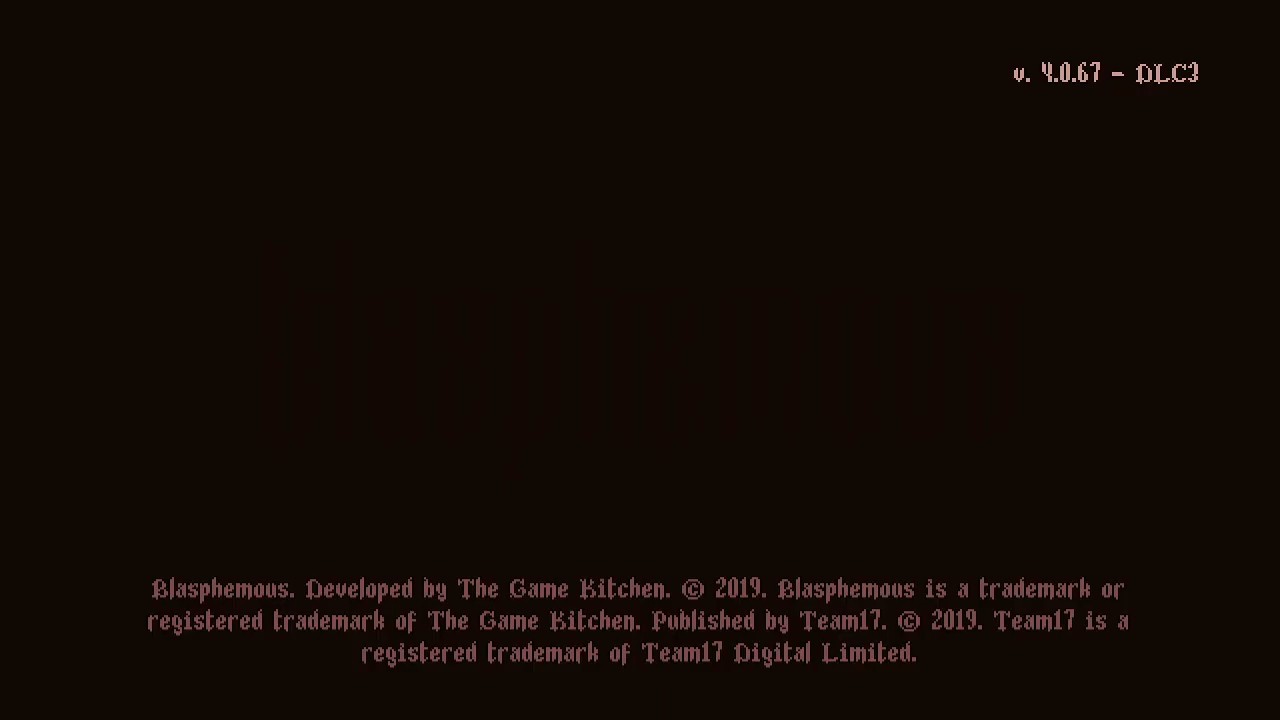 v. 4.0.67 - DLC3
Blasphemous. Developed by The Game Kitchen. © 2019. Blasphemous is a trademark or
registered trademark of The Game Kitchen. Published by Team17. © 2019. Team17 is a
registered trademark of Team17 Digital Limited.